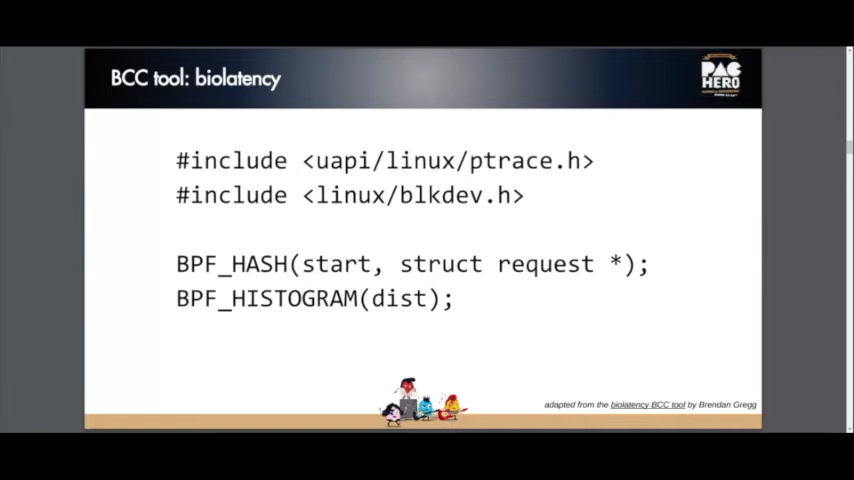 BCC tool: biolatency
PAC
HERO
#include <uapi/linux/ptrace.h>
#include <linux/blkdev.h>
BPF_HASH(start, struct request *);
BPF_HISTOGRAM(dist);
adapted from the biolatency BCC tool by Brendan Gregg